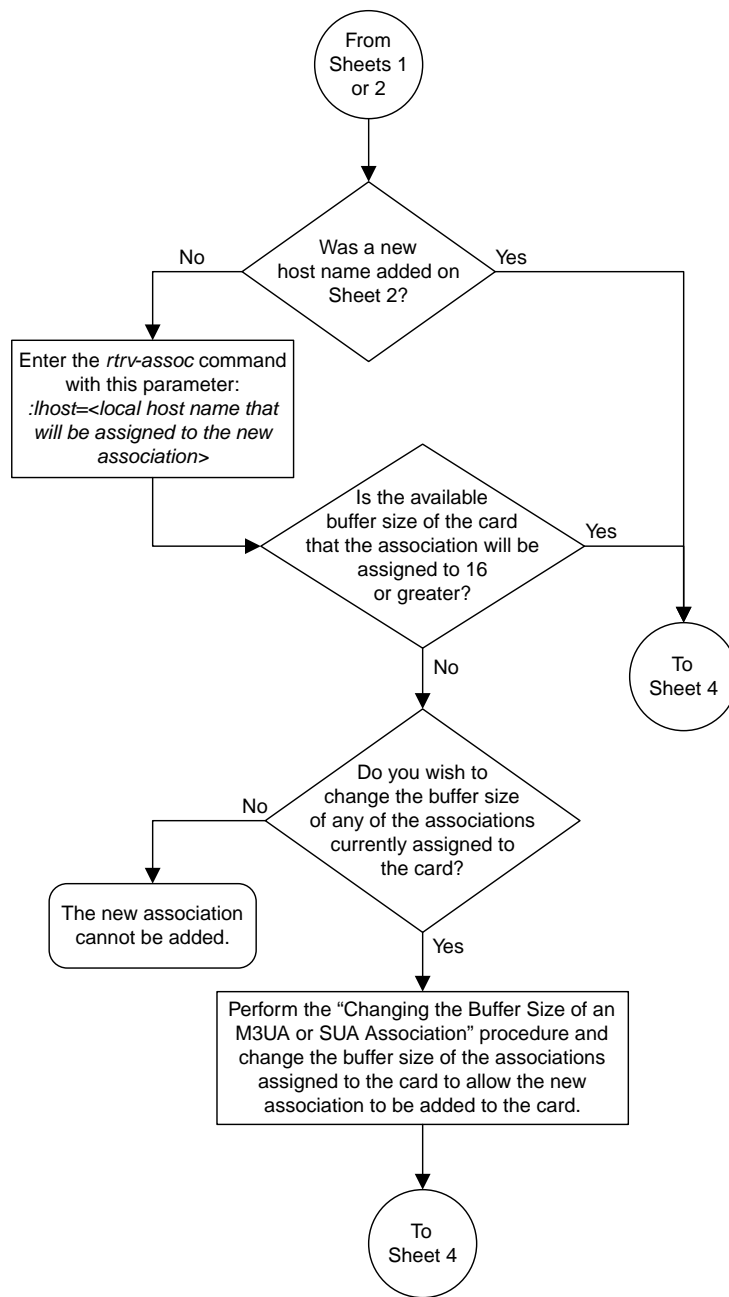 From
Sheets 1
or 2
Was a new
host name added on
Sheet 2?
No
Yes
Enter the rtrv-assoc command
with this parameter:
:lhost=<local host name that
will be assigned to the new
association>
Is the available
buffer size of the card
that the association will be
assigned to 16
or greater?
Yes
No
To
Sheet 4
Do you wish to
change the buffer size
of any of the associations
currently assigned to
the card?
No
The new association
cannot be added.
Yes
Perform the “Changing the Buffer Size of an
M3UA or SUA Association” procedure and
change the buffer size of the associations
assigned to the card to allow the new
association to be added to the card.
To
Sheet 4